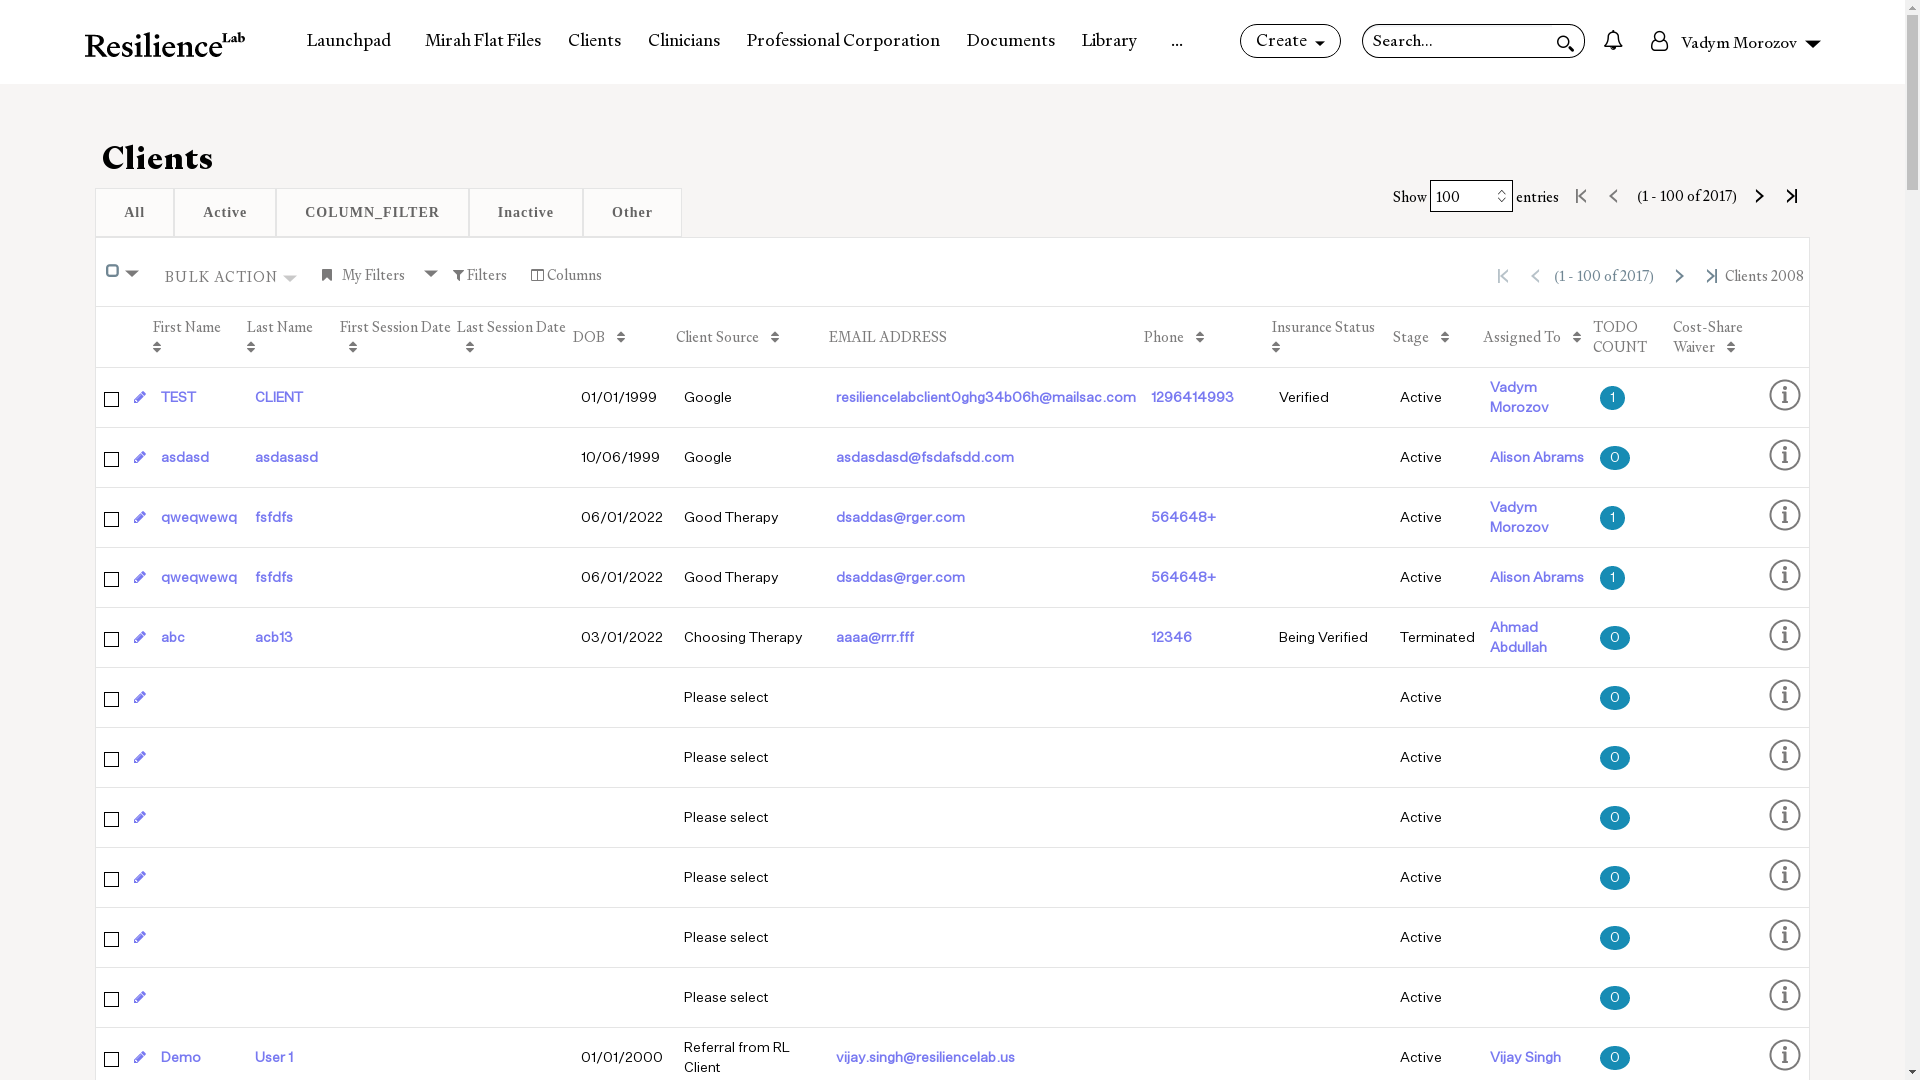 ResilienceLab Launchpad Mirah Flat Files Clients Clinicians Professional Corporation Documents Library ... Create Search... Vadym Morozov
Clients
All Active COLUMN_FILTER Inactive Other
Show 100 entries (1 - 100 of 2017)
BULK ACTION My Filters Filters Columns (1 - 100 of 2017) Clients 2008
First Name Last Name First Session Date Last Session Date DOB Client Source EMAIL ADDRESS Phone Insurance Status Stage Assigned To TODO COUNT Cost-Share Waiver
TEST CLIENT 01/01/1999 Google resiliencelabclient0ghg34b06h@mailsac.com 1296414993 Verified Active Vadym Morozov 1
asdasd asdasasd 10/06/1999 Google asdasdasd@fsdafsdd.com Active Alison Abrams 0
qweqwewq fsfdfs 06/01/2022 Good Therapy dsaddas@rger.com 564648+ Active Vadym Morozov 1
qweqwewq fsfdfs 06/01/2022 Good Therapy dsaddas@rger.com 564648+ Active Alison Abrams 1
abc acb13 03/01/2022 Choosing Therapy aaaa@rrr.fff 12346 Being Verified Terminated Ahmad Abdullah 0
Please select Active 0
Please select Active 0
Please select Active 0
Please select Active 0
Please select Active 0
Please select Active 0
Demo User 1 01/01/2000 Referral from RL Client vijay.singh@resiliencelab.us Active Vijay Singh 0